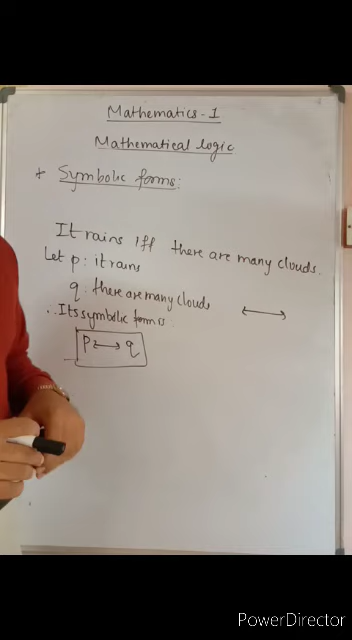 Mathematics-1
Mathematical logic
* Symbolic forms:
It rains iff there are many clouds.
Let p: it rains
q: there are many clouds ⟷
∴ Its symbolic form is:
p ⟷ q
PowerDirector